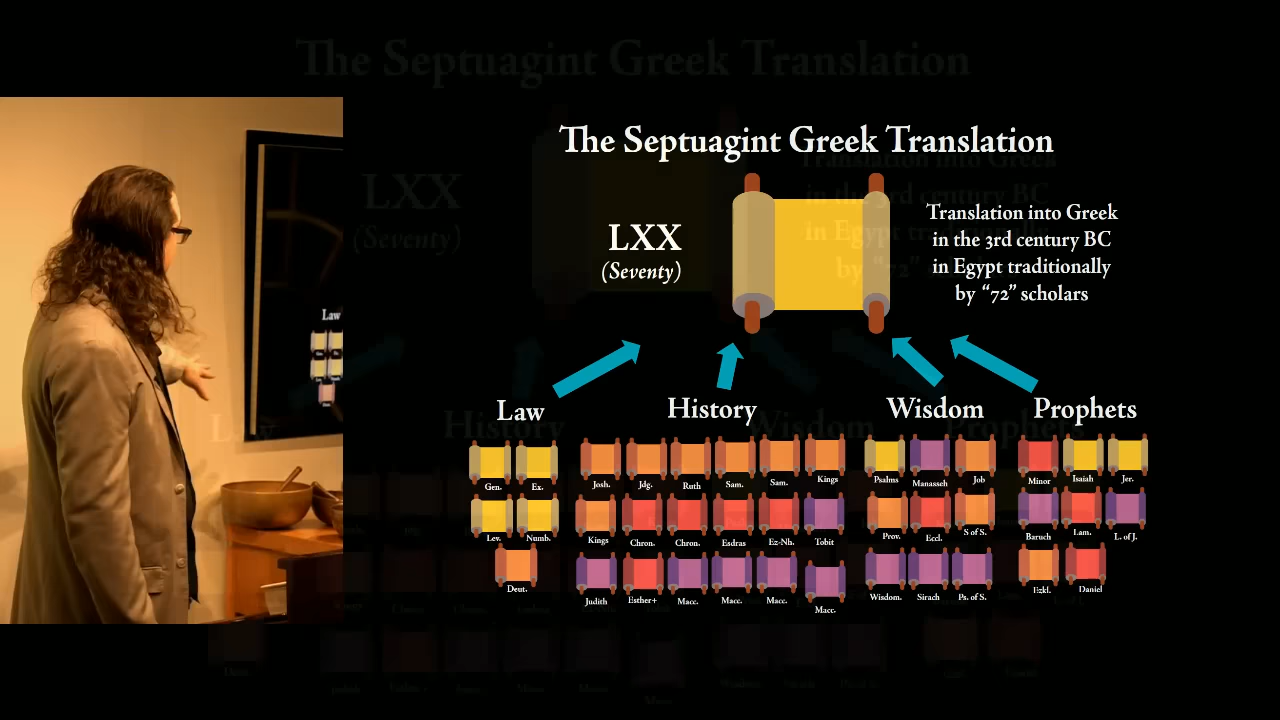 The Septuagint Greek Translation
LXX
(Seventy)
Translation into Greek
in the 3rd century BC
in Egypt traditionally
by “72” scholars
Law
History
Wisdom
Prophets
Gen.
Ex.
Lev.
Numb.
Deut.
Josh.
Jdg.
Ruth
Sam.
Sam.
Kings
Kings
Chron.
Chron.
Esdras
Ez-Nh.
Tobit
Judith
Esther+
Macc.
Macc.
Macc.
Macc.
Psalms
Manasseh
Job
Prov.
Eccl.
S of S.
Wisdom.
Sirach
Ps. of S.
Minor
Isaiah
Jer.
Baruch
Lam.
L. of J.
Ezkl.
Daniel
Law